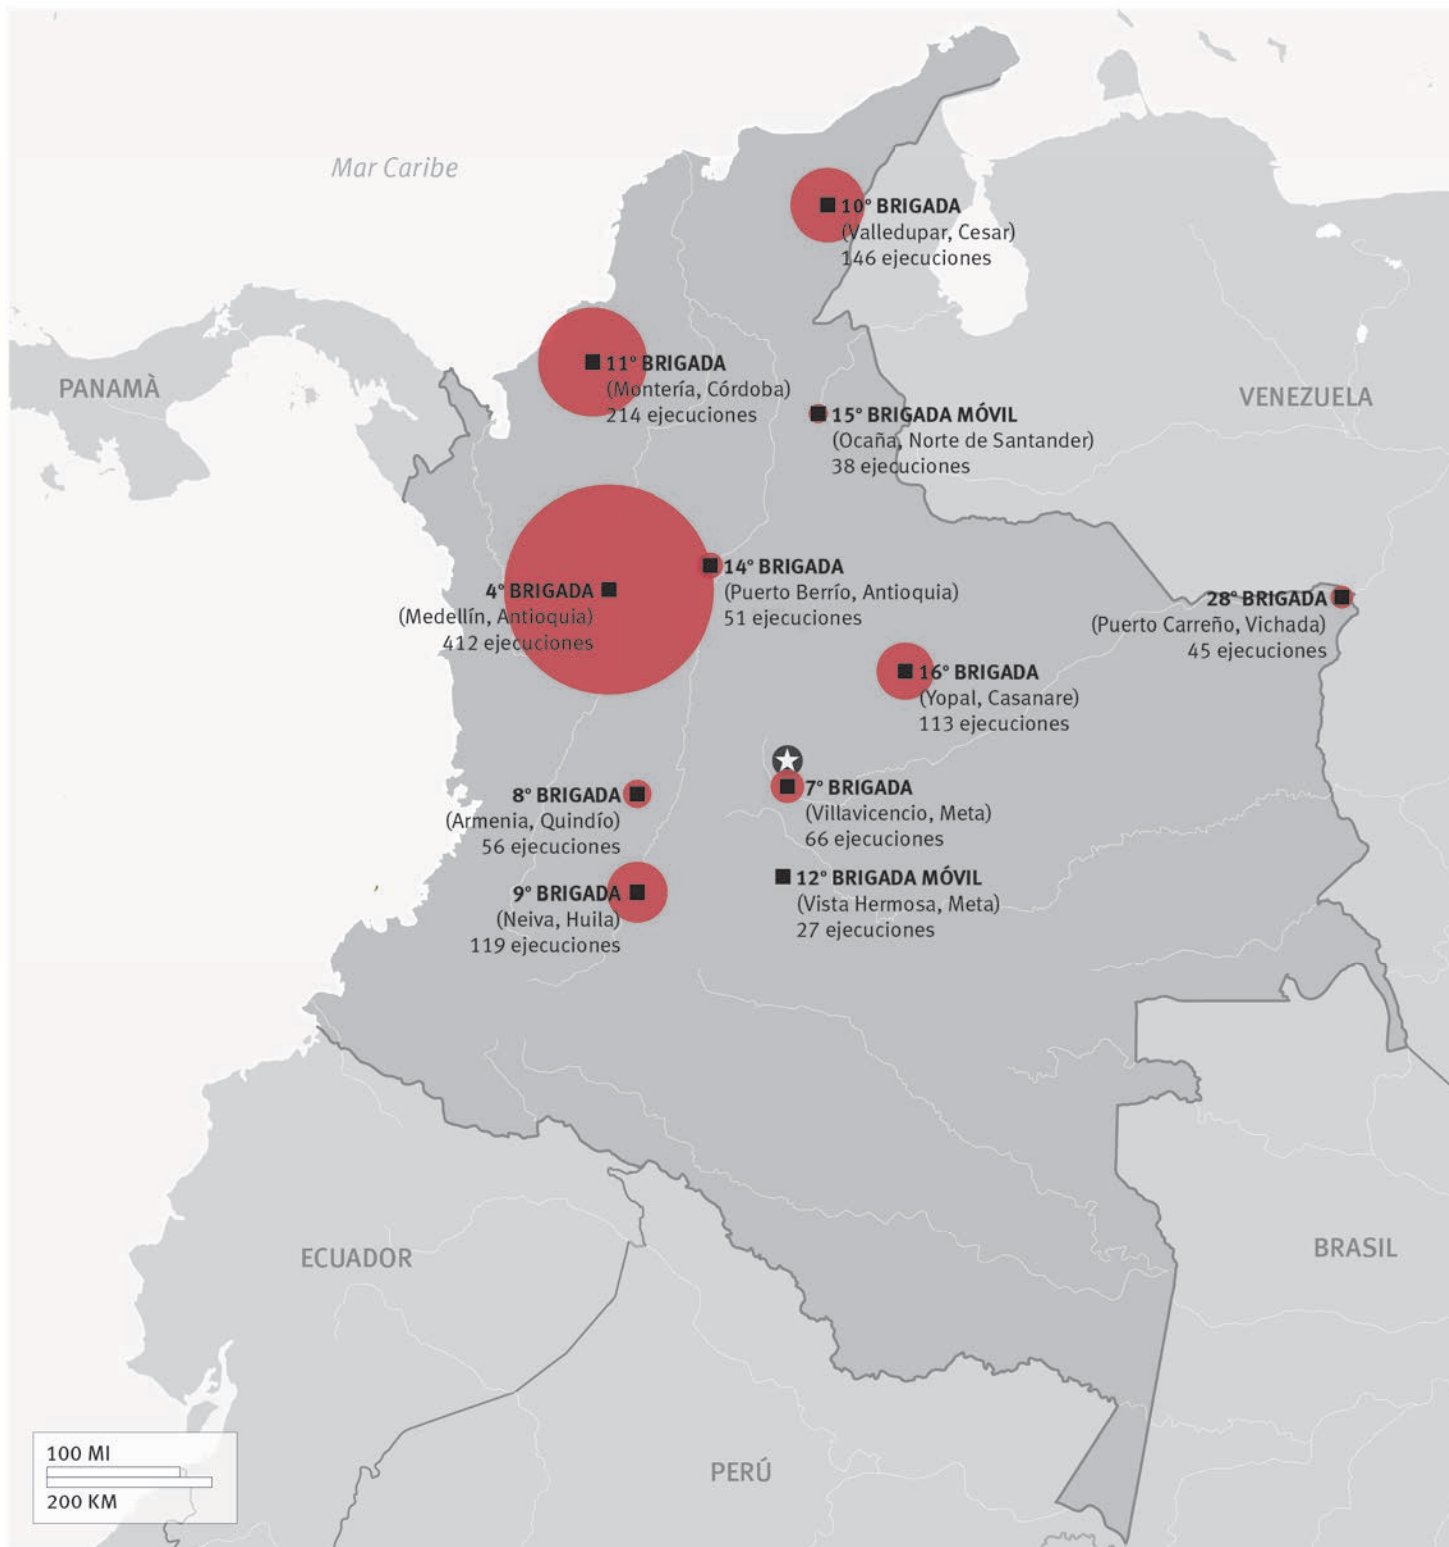 Mar Caribe
10° BRIGADA
(Valledupar, Cesar)
146 ejecuciones
11° BRIGADA
(Montería, Córdoba)
214 ejecuciones
PANAMÀ
VENEZUELA
15° BRIGADA MÓVIL
(Ocaña, Norte de Santander)
38 ejecuciones
14° BRIGADA
(Puerto Berrío, Antioquia)
51 ejecuciones
4° BRIGADA
(Medellín, Antioquia)
412 ejecuciones
28° BRIGADA
(Puerto Carreño, Vichada)
45 ejecuciones
16° BRIGADA
(Yopal, Casanare)
113 ejecuciones
7° BRIGADA
(Villavicencio, Meta)
66 ejecuciones
8° BRIGADA
(Armenia, Quindío)
56 ejecuciones
12° BRIGADA MÓVIL
(Vista Hermosa, Meta)
27 ejecuciones
9° BRIGADA
(Neiva, Huila)
119 ejecuciones
ECUADOR
BRASIL
PERÚ
100 MI
200 KM